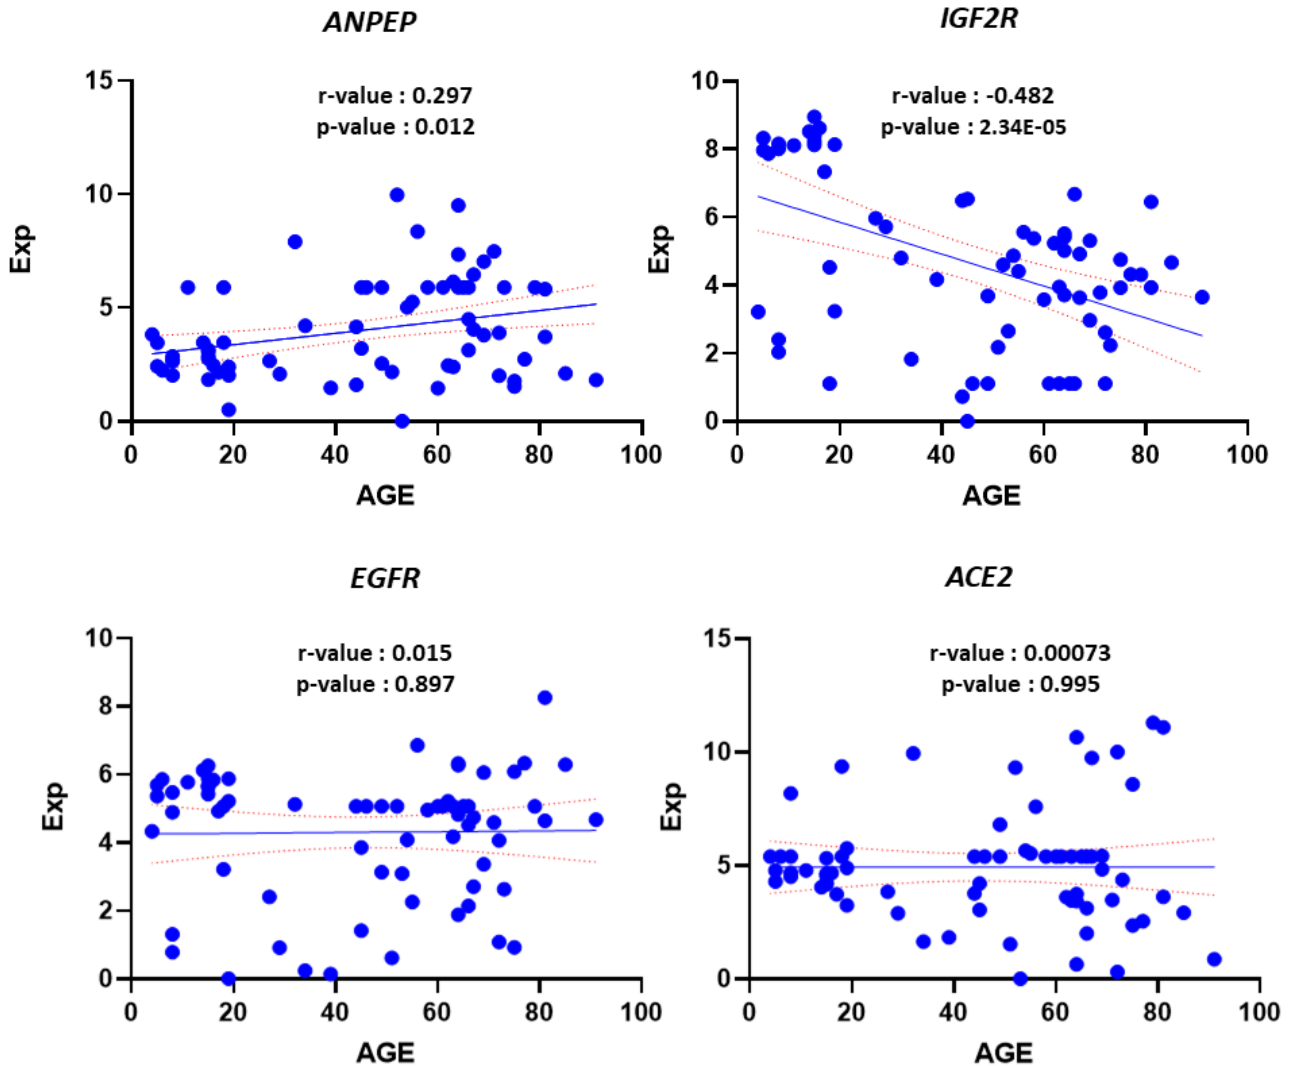 ANPEP
r-value : 0.297
p-value : 0.012
Exp
15
10
5
0
0 20 40 60 80 100
AGE
IGF2R
r-value : -0.482
p-value : 2.34E-05
Exp
10
8
6
4
2
0
0 20 40 60 80 100
AGE
EGFR
r-value : 0.015
p-value : 0.897
Exp
10
8
6
4
2
0
0 20 40 60 80 100
AGE
ACE2
r-value : 0.00073
p-value : 0.995
Exp
15
10
5
0
0 20 40 60 80 100
AGE